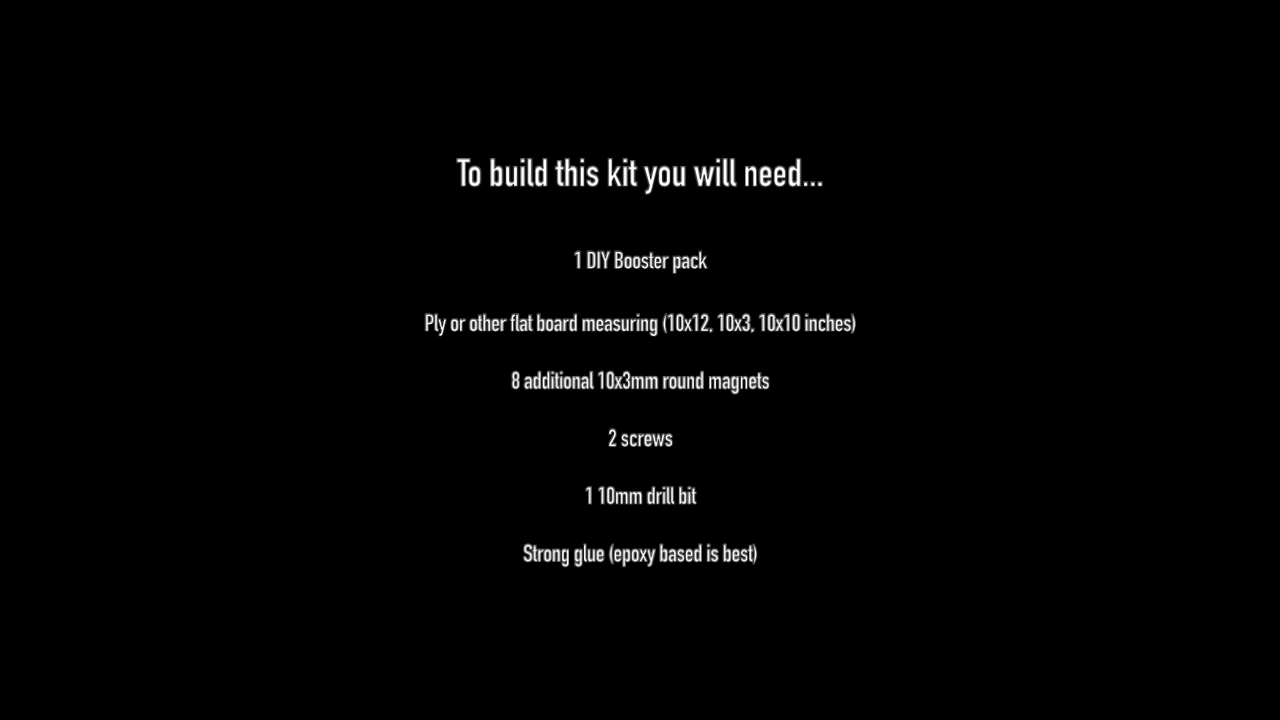 To build this kit you will need...
1 DIY Booster pack
Ply or other flat board measuring (10x12, 10x3, 10x10 inches)
8 additional 10x3mm round magnets
2 screws
1 10mm drill bit
Strong glue (epoxy based is best)